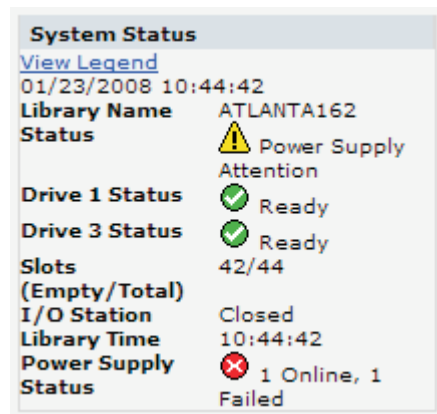 System Status
View Legend
01/23/2008 10:44:42
Library Name ATLANTA162
Status Power Supply
Attention
Drive 1 Status Ready
Drive 3 Status Ready
Slots 42/44
(Empty/Total)
I/O Station Closed
Library Time 10:44:42
Power Supply 1 Online, 1
Status Failed